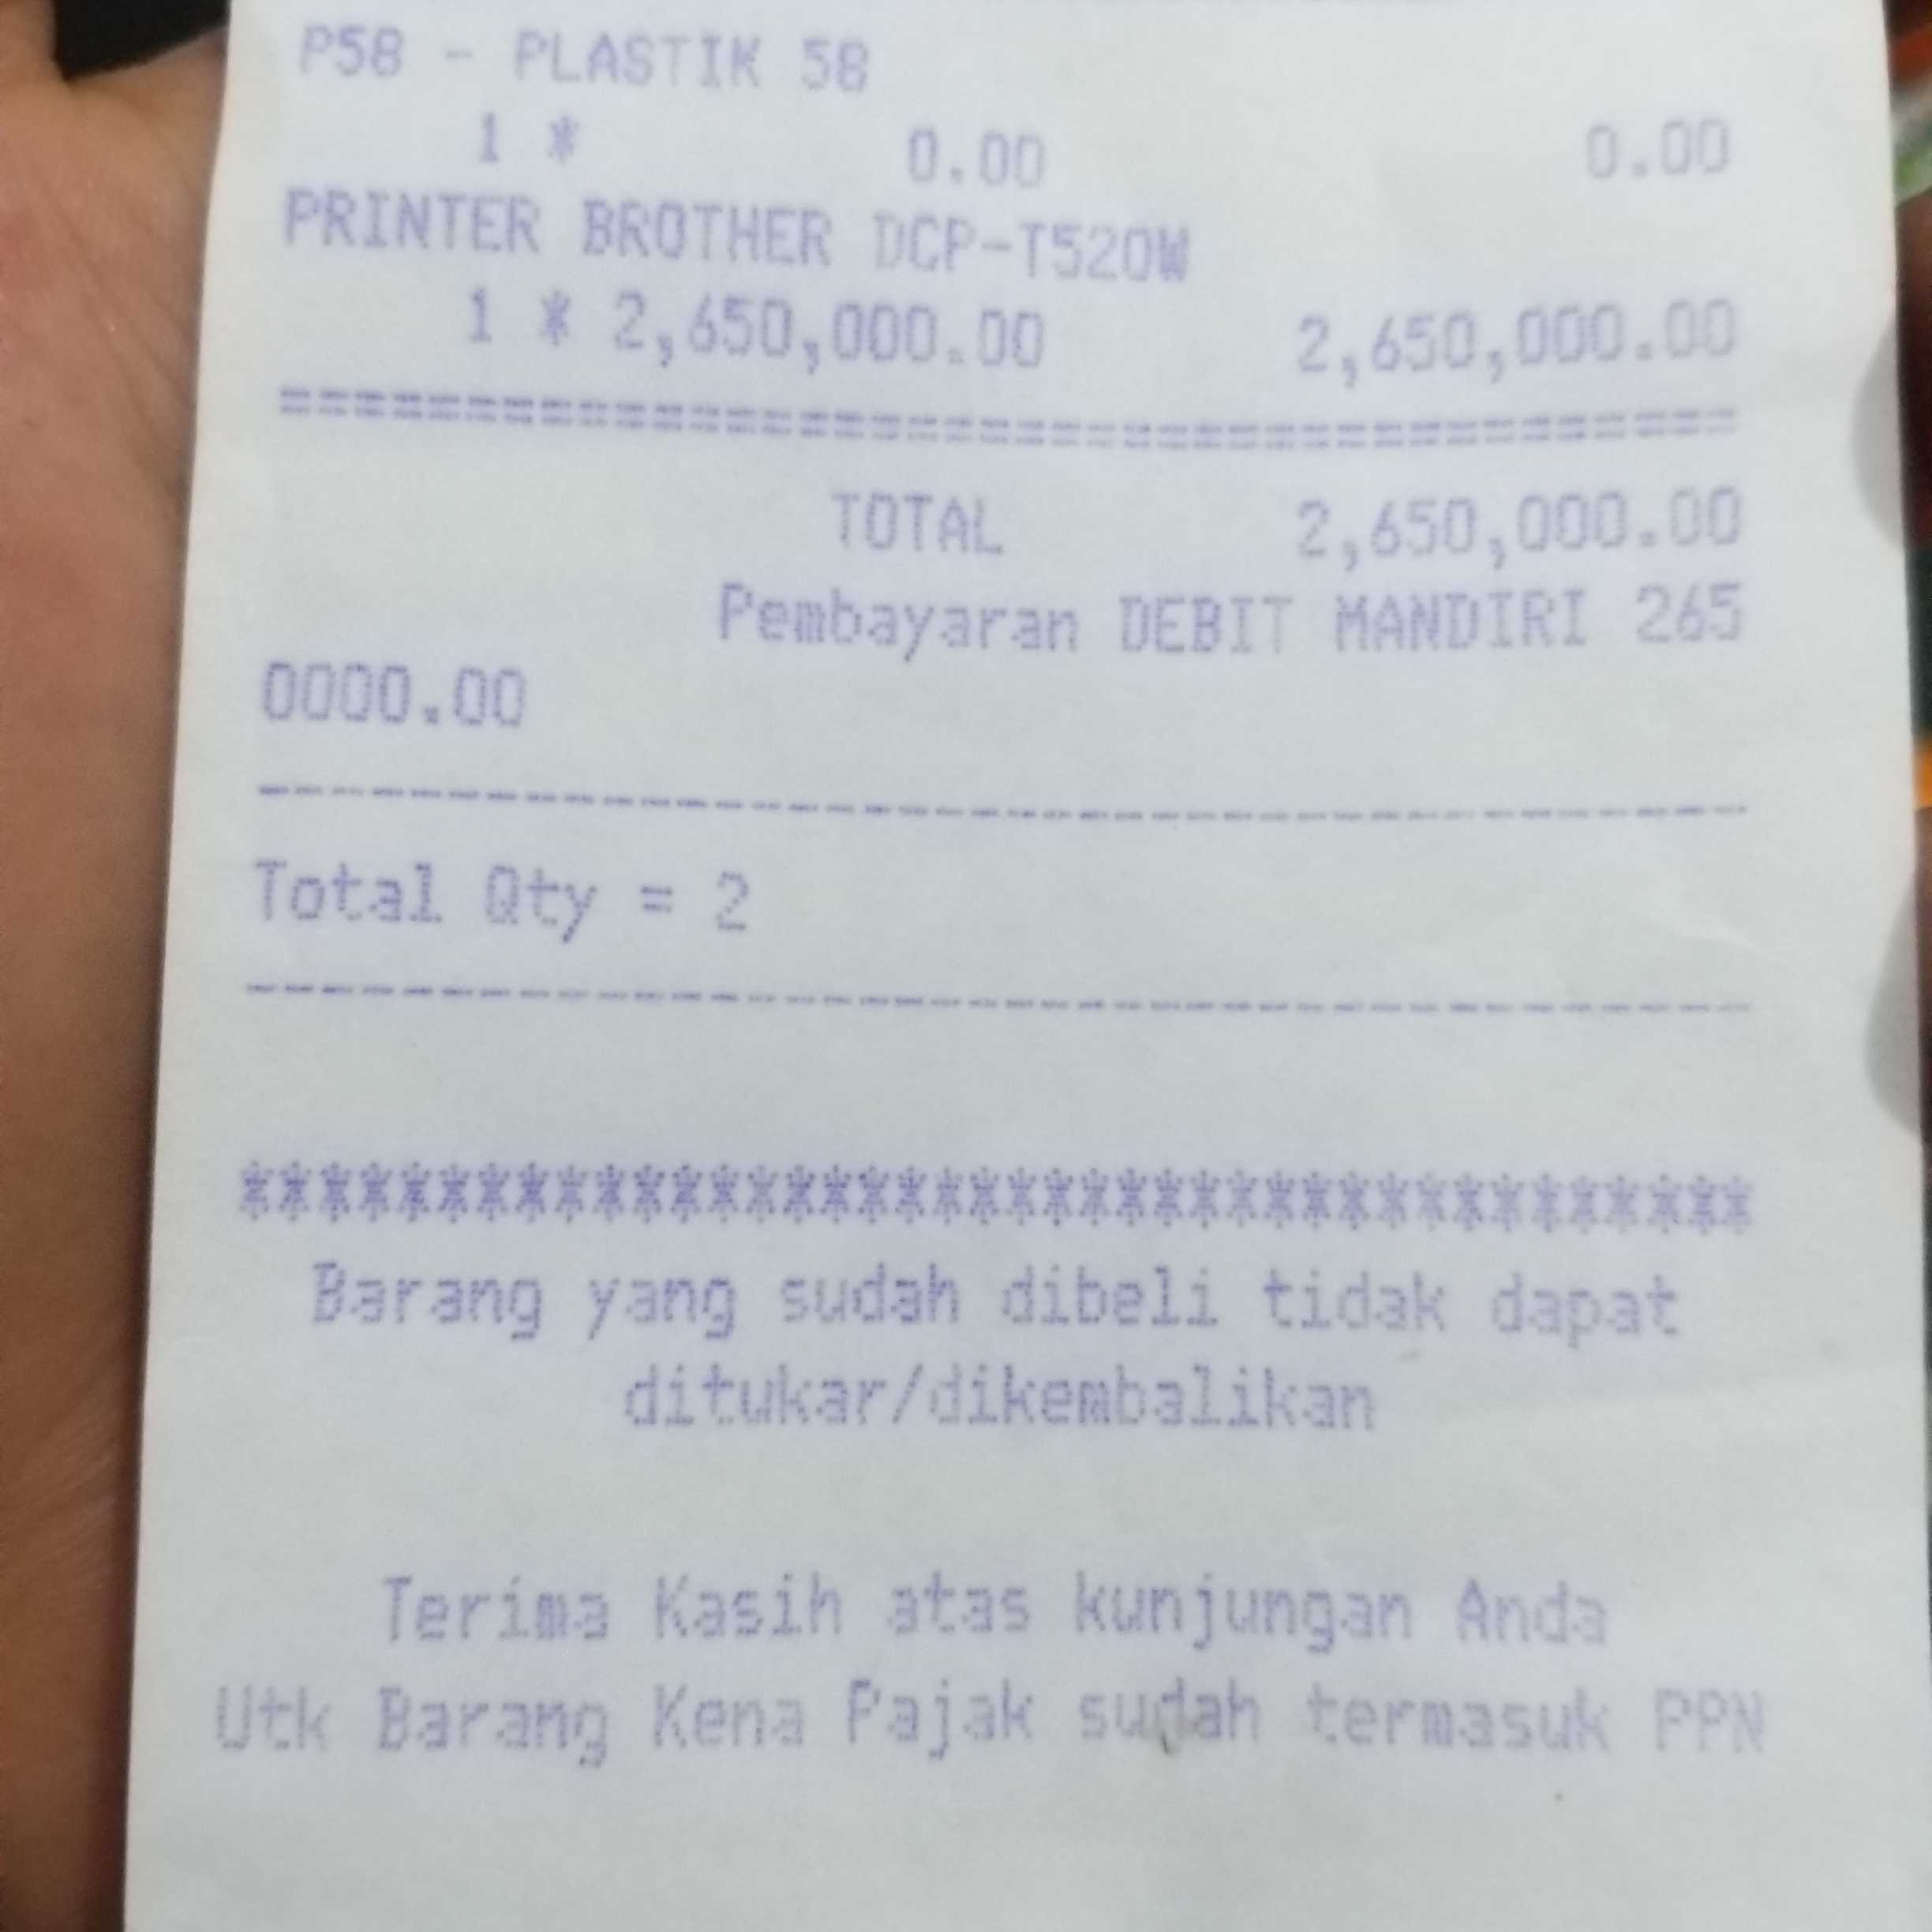 P58 - PLASTIK 58
1 * 0.00 0.00
PRINTER BROTHER DCP-T520W
1 * 2,650,000.00 2,650,000.00
========================================
TOTAL 2,650,000.00
Pembayaran DEBIT MANDIRI 265
0000.00
----------------------------------------
Total Qty = 2
----------------------------------------
****************************************
Barang yang sudah dibeli tidak dapat
ditukar/dikembalikan
Terima Kasih atas kunjungan Anda
Utk Barang Kena Pajak sudah termasuk PPN